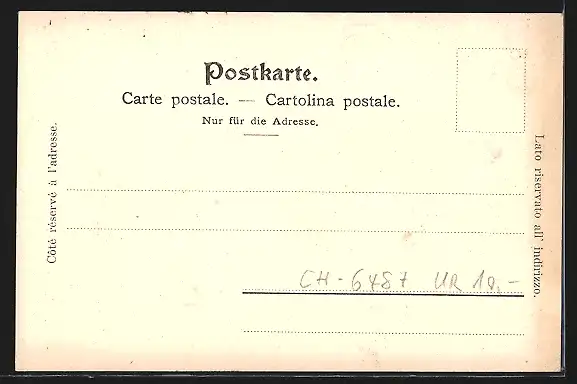 Postkarte.
Carte postale. — Cartolina postale.
Nur für die Adresse.
Côté réservé à l'adresse.
Lato riservato all' indirizzo.
CH-6487 UR 10,-